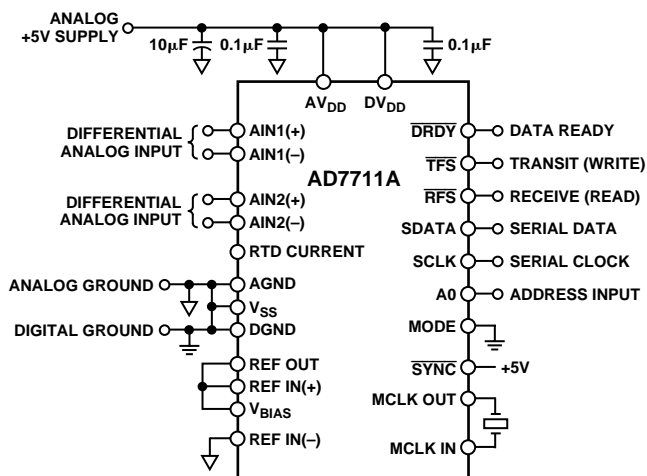 ANALOG
+5V SUPPLY
10μF
0.1μF
0.1μF
AVDD
DVDD
DIFFERENTIAL
ANALOG INPUT
AIN1(+)
AIN1(–)
DIFFERENTIAL
ANALOG INPUT
AIN2(+)
AIN2(–)
RTD CURRENT
ANALOG GROUND
AGND
VSS
DIGITAL GROUND
DGND
REF OUT
REF IN(+)
VBIAS
REF IN(–)
AD7711A
DRDY
DATA READY
TFS
TRANSIT (WRITE)
RFS
RECEIVE (READ)
SDATA
SERIAL DATA
SCLK
SERIAL CLOCK
A0
ADDRESS INPUT
MODE
SYNC
+5V
MCLK OUT
MCLK IN